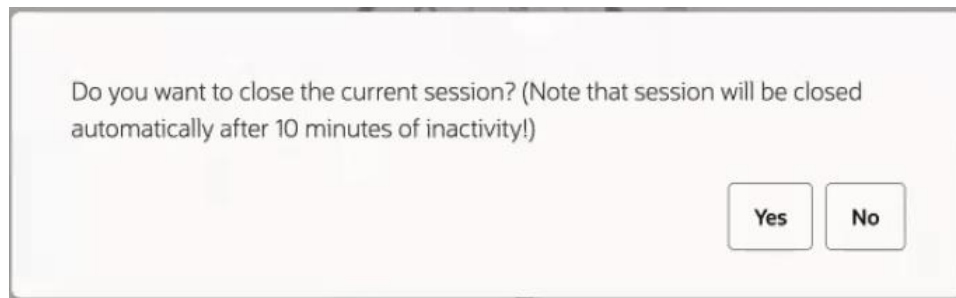 Do you want to close the current session? (Note that session will be closed
automatically after 10 minutes of inactivity!)
Yes
No